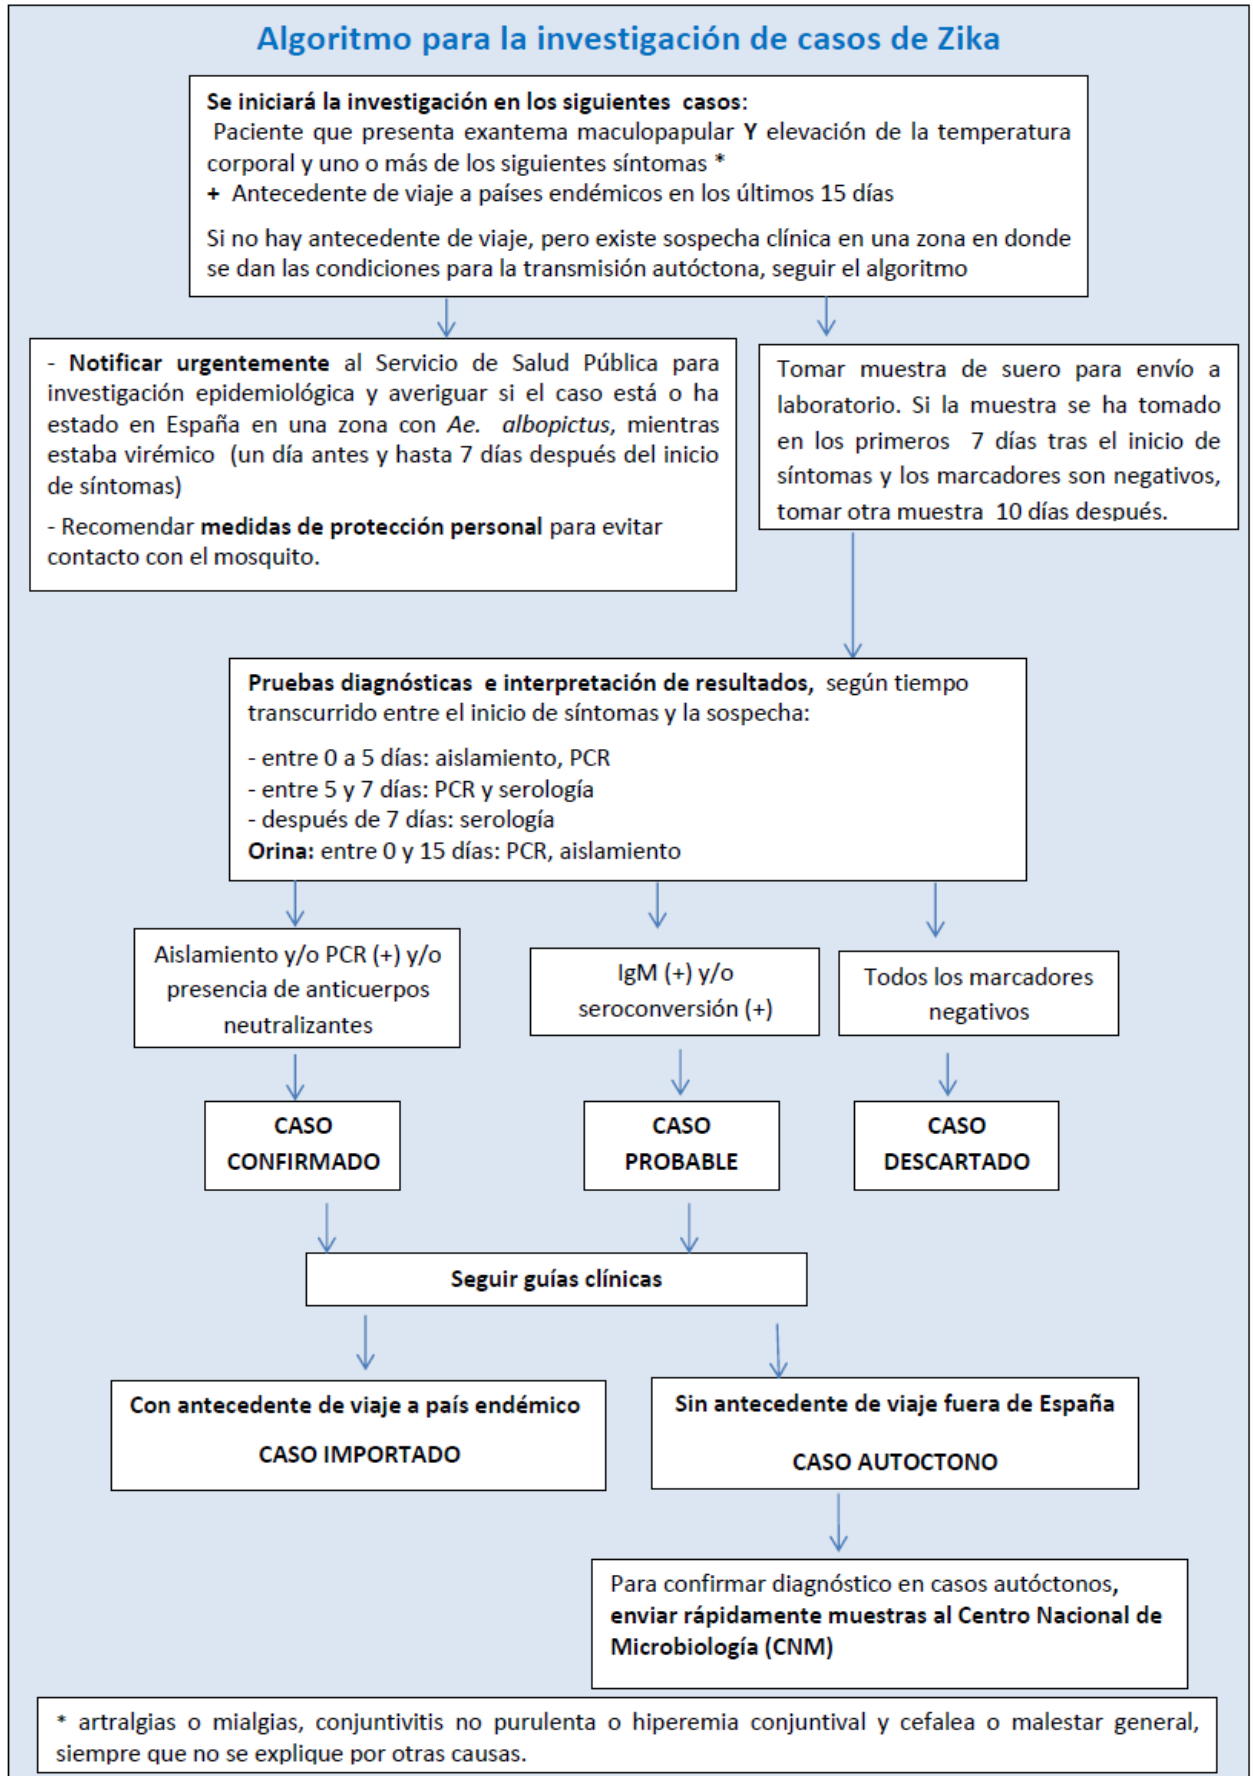 Algoritmo para la investigación de casos de Zika
Se iniciará la investigación en los siguientes casos:
Paciente que presenta exantema maculopapular Y elevación de la temperatura
corporal y uno o más de los siguientes síntomas *
+ Antecedente de viaje a países endémicos en los últimos 15 días
Si no hay antecedente de viaje, pero existe sospecha clínica en una zona en donde
se dan las condiciones para la transmisión autóctona, seguir el algoritmo
- Notificar urgentemente al Servicio de Salud Pública para
investigación epidemiológica y averiguar si el caso está o ha
estado en España en una zona con Ae. albopictus, mientras
estaba virémico (un día antes y hasta 7 días después del inicio
de síntomas)
- Recomendar medidas de protección personal para evitar
contacto con el mosquito.
Tomar muestra de suero para envío a
laboratorio. Si la muestra se ha tomado
en los primeros 7 días tras el inicio de
síntomas y los marcadores son negativos,
tomar otra muestra 10 días después.
Pruebas diagnósticas e interpretación de resultados, según tiempo
transcurrido entre el inicio de síntomas y la sospecha:
- entre 0 a 5 días: aislamiento, PCR
- entre 5 y 7 días: PCR y serología
- después de 7 días: serología
Orina: entre 0 y 15 días: PCR, aislamiento
Aislamiento y/o PCR (+) y/o
presencia de anticuerpos
neutralizantes
IgM (+) y/o
seroconversión (+)
Todos los marcadores
negativos
CASO
CONFIRMADO
CASO
PROBABLE
CASO
DESCARTADO
Seguir guías clínicas
Con antecedente de viaje a país endémico
CASO IMPORTADO
Sin antecedente de viaje fuera de España
CASO AUTOCTONO
Para confirmar diagnóstico en casos autóctonos,
enviar rápidamente muestras al Centro Nacional de
Microbiología (CNM)
* artralgias o mialgias, conjuntivitis no purulenta o hiperemia conjuntival y cefalea o malestar general,
siempre que no se explique por otras causas.